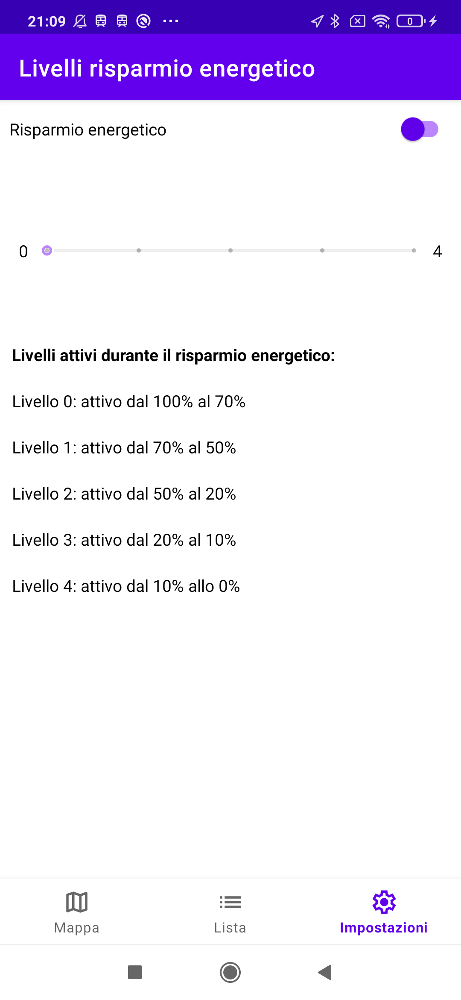 21:09
0
Livelli risparmio energetico
Risparmio energetico
0 4
Livelli attivi durante il risparmio energetico:
Livello 0: attivo dal 100% al 70%
Livello 1: attivo dal 70% al 50%
Livello 2: attivo dal 50% al 20%
Livello 3: attivo dal 20% al 10%
Livello 4: attivo dal 10% allo 0%
Mappa
Lista
Impostazioni